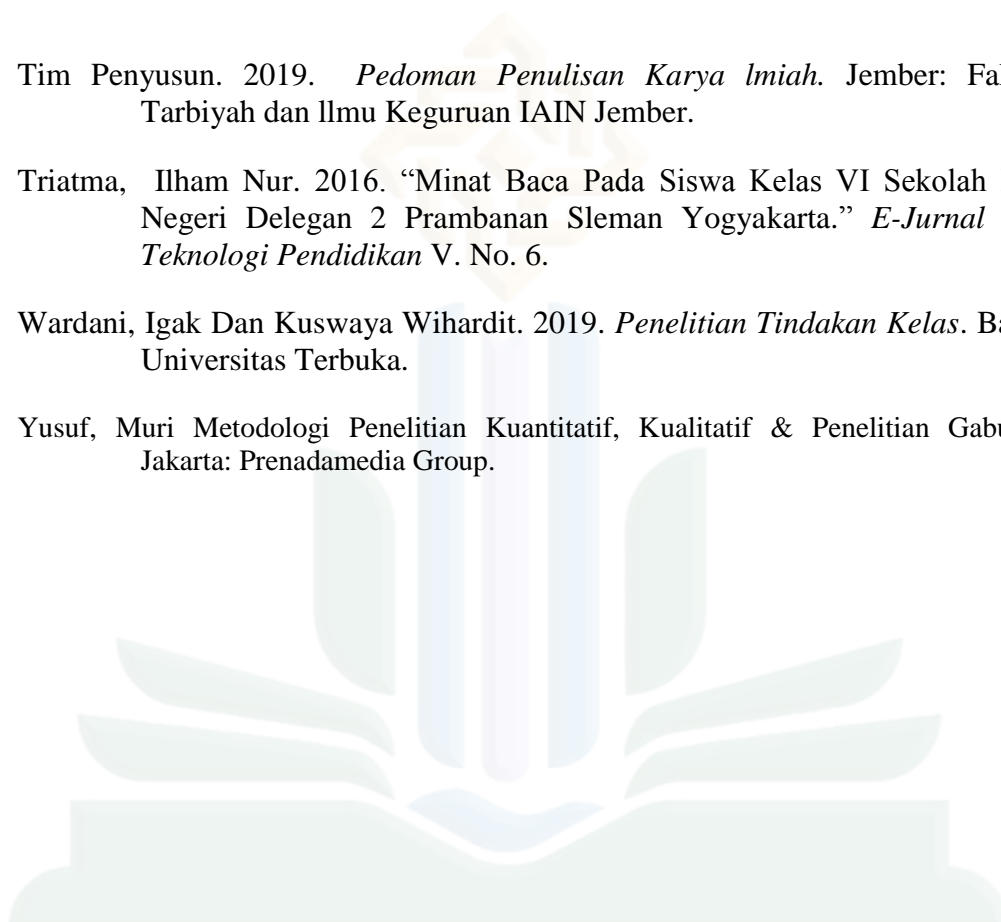 Tim Penyusun. 2019. Pedoman Penulisan Karya lmiah. Jember:
Tarbiyah dan llmu Keguruan IAIN Jember.
Triatma, Ilham Nur. 2016. “Minat Baca Pada Siswa Kelas VI Sekolah
Negeri Delegan 2 Prambanan Sleman Yogyakarta.” E-Jurnal
Teknologi Pendidikan V. No. 6.
Wardani, Igak Dan Kuswaya Wihardit. 2019. Penelitian Tindakan Kelas.
Universitas Terbuka.
Yusuf, Muri Metodologi Penelitian Kuantitatif, Kualitatif & Penelitian
Jakarta: Prenadamedia Group.